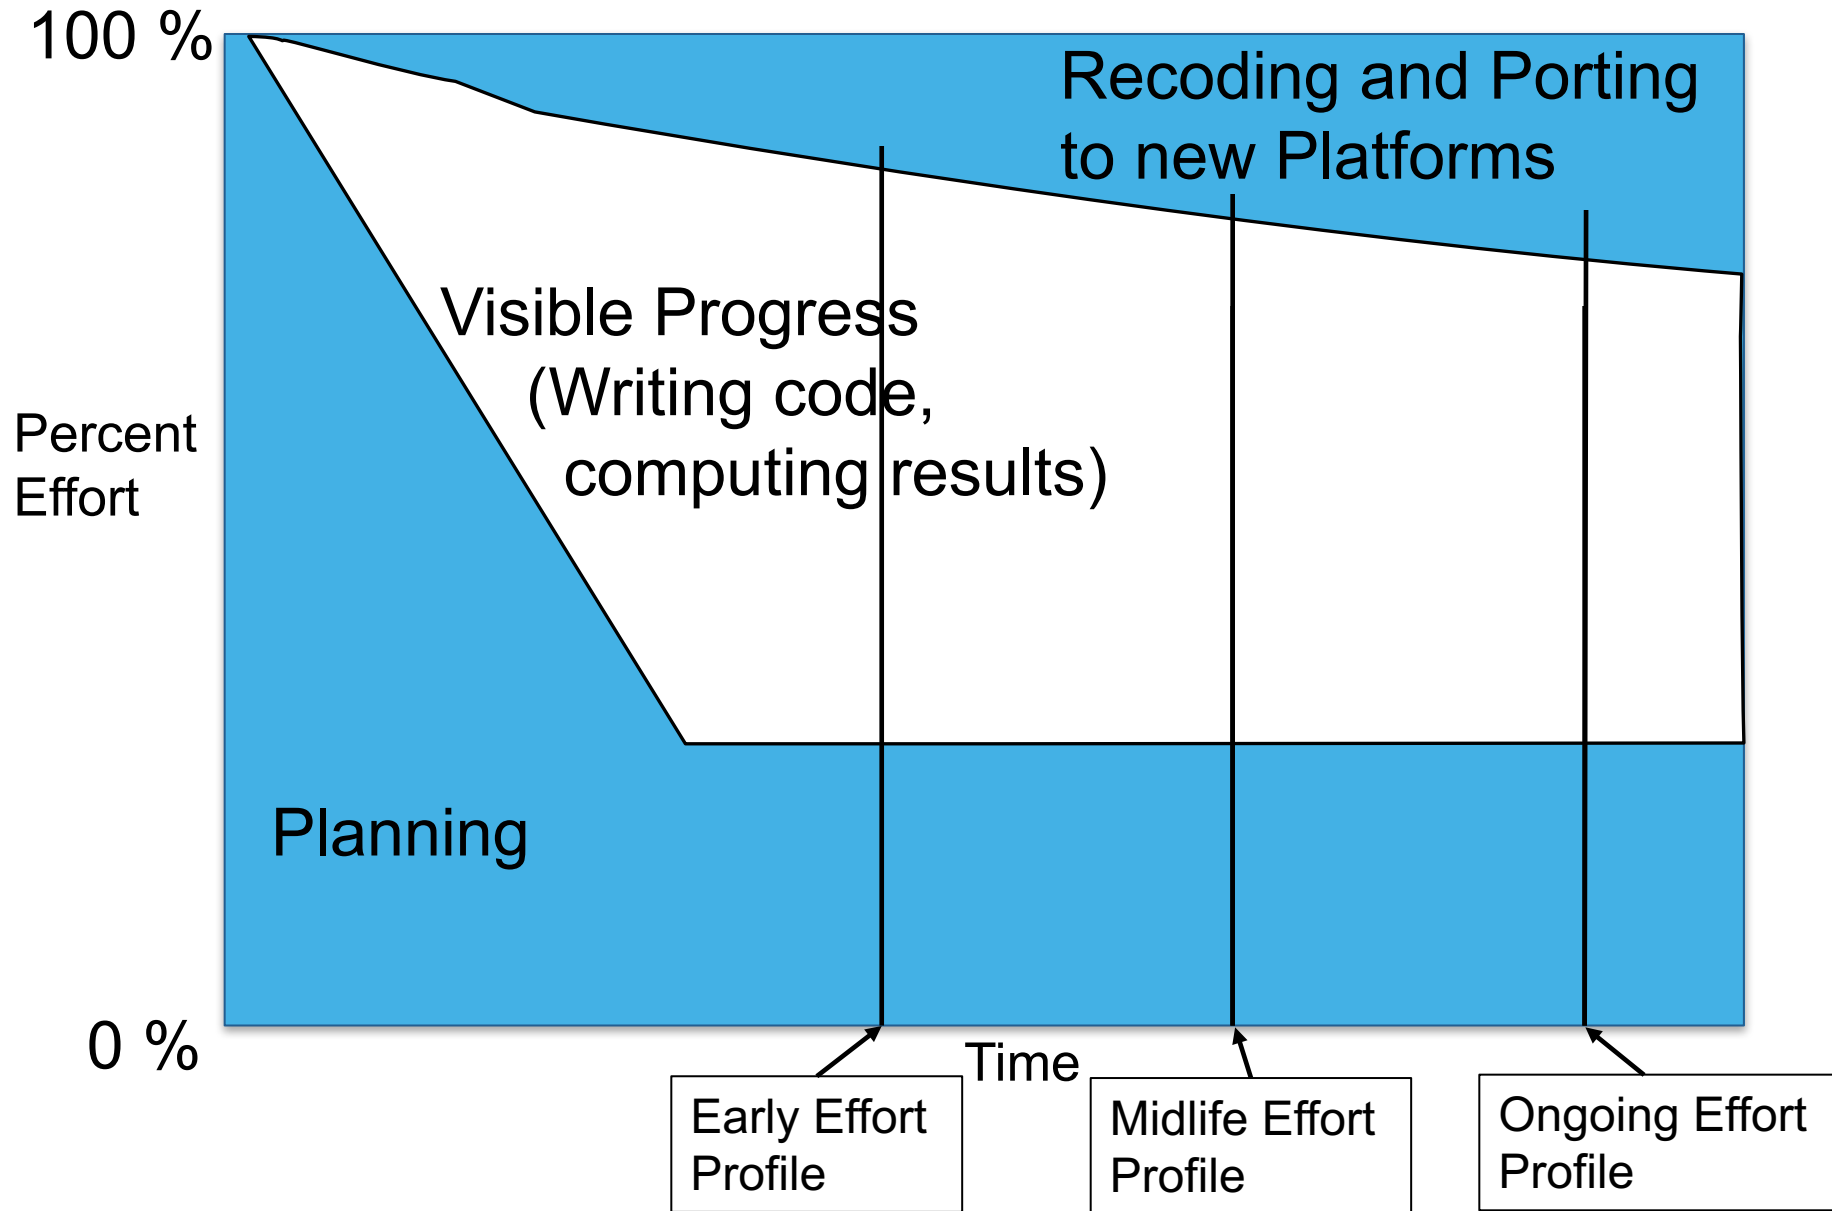 100 %
Recoding and Porting
to new Platforms
Visible Progress
(Writing code,
computing results)
Percent
Effort
Planning
0 %
Time
Early Effort
Profile
Midlife Effort
Profile
Ongoing Effort
Profile